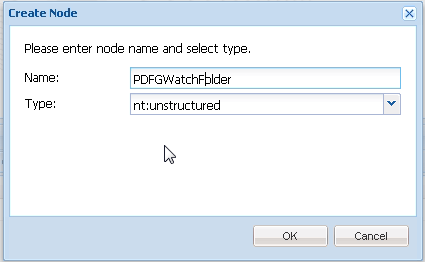 Create Node
Please enter node name and select type.
Name: PDFGWatchFolder
Type: nt:unstructured
OK Cancel